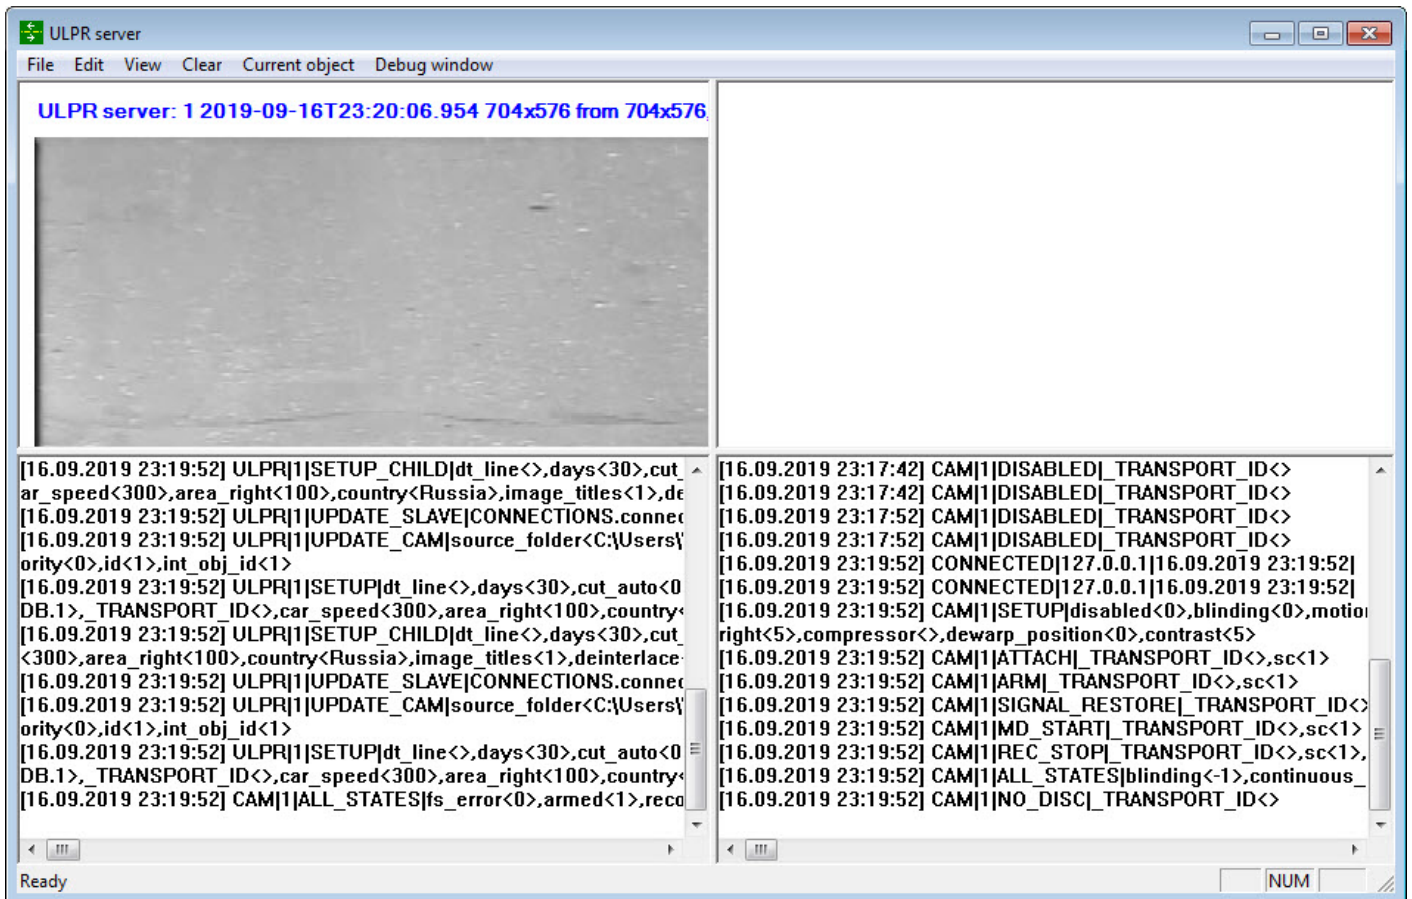 ULPR server
File Edit View Clear Current object Debug window
ULPR server: 1 2019-09-16T23:20:06.954 704x576 from 704x576,
[16.09.2019 23:19:52] ULPR|1|SETUP_CHILD|dt_line<>,days<30>,cut_
ar_speed<300>,area_right<100>,country<Russia>,image_titles<1>,de
[16.09.2019 23:19:52] ULPR|1|UPDATE_SLAVE|CONNECTIONS.connec
[16.09.2019 23:19:52] ULPR|1|UPDATE_CAM|source_folder<C:\Users\
ority<0>,id<1>,int_obj_id<1>
[16.09.2019 23:19:52] ULPR|1|SETUP|dt_line<>,days<30>,cut_auto<0
DB.1>,_TRANSPORT_ID<>,car_speed<300>,area_right<100>,country<
[16.09.2019 23:19:52] ULPR|1|SETUP_CHILD|dt_line<>,days<30>,cut_
<300>,area_right<100>,country<Russia>,image_titles<1>,deinterlace
[16.09.2019 23:19:52] ULPR|1|UPDATE_SLAVE|CONNECTIONS.connec
[16.09.2019 23:19:52] ULPR|1|UPDATE_CAM|source_folder<C:\Users\
ority<0>,id<1>,int_obj_id<1>
[16.09.2019 23:19:52] ULPR|1|SETUP|dt_line<>,days<30>,cut_auto<0
DB.1>,_TRANSPORT_ID<>,car_speed<300>,area_right<100>,country<
[16.09.2019 23:19:52] CAM|1|ALL_STATES|fs_error<0>,armed<1>,reco
[16.09.2019 23:17:42] CAM|1|DISABLED|_TRANSPORT_ID<>
[16.09.2019 23:17:42] CAM|1|DISABLED|_TRANSPORT_ID<>
[16.09.2019 23:17:52] CAM|1|DISABLED|_TRANSPORT_ID<>
[16.09.2019 23:17:52] CAM|1|DISABLED|_TRANSPORT_ID<>
[16.09.2019 23:19:52] CONNECTED|127.0.0.1|16.09.2019 23:19:52|
[16.09.2019 23:19:52] CONNECTED|127.0.0.1|16.09.2019 23:19:52|
[16.09.2019 23:19:52] CAM|1|SETUP|disabled<0>,blinding<0>,motio
right<5>,compressor<>,dewarp_position<0>,contrast<5>
[16.09.2019 23:19:52] CAM|1|ATTACH|_TRANSPORT_ID<>,sc<1>
[16.09.2019 23:19:52] CAM|1|ARM|_TRANSPORT_ID<>,sc<1>
[16.09.2019 23:19:52] CAM|1|SIGNAL_RESTORE|_TRANSPORT_ID<>
[16.09.2019 23:19:52] CAM|1|MD_START|_TRANSPORT_ID<>,sc<1>
[16.09.2019 23:19:52] CAM|1|REC_STOP|_TRANSPORT_ID<>,sc<1>,
[16.09.2019 23:19:52] CAM|1|ALL_STATES|blinding<-1>,continuous_
[16.09.2019 23:19:52] CAM|1|NO_DISC|_TRANSPORT_ID<>
Ready
NUM